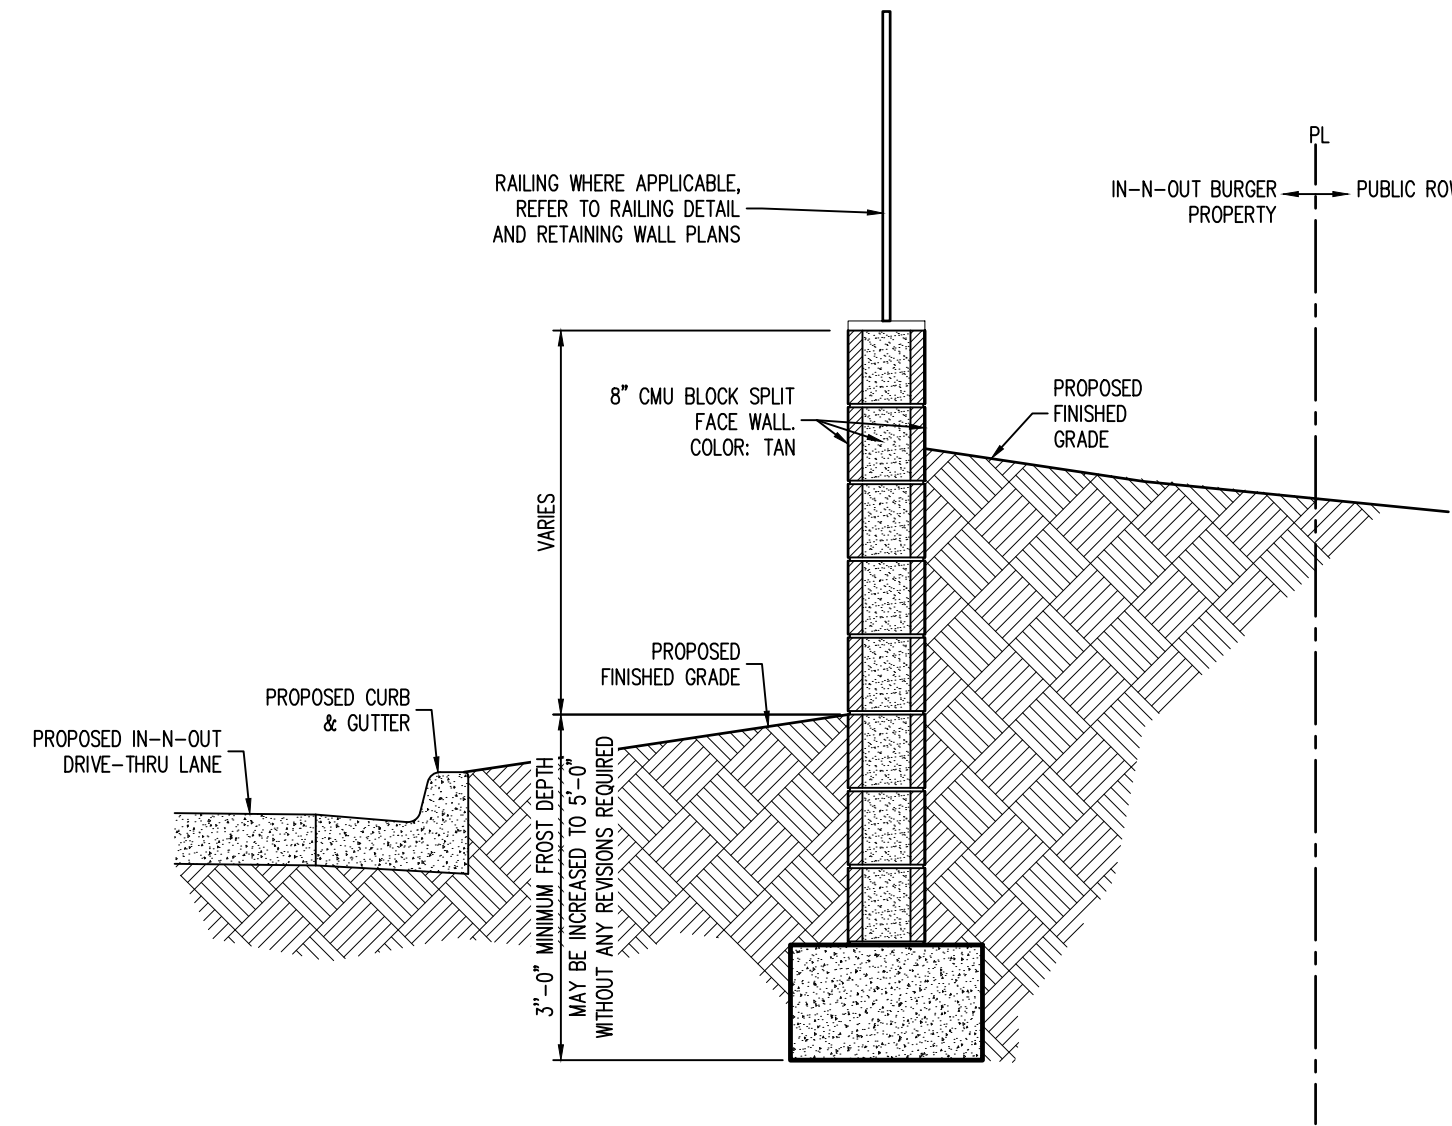 PL
IN-N-OUT BURGER
PROPERTY
PUBLIC RO
RAILING WHERE APPLICABLE,
REFER TO RAILING DETAIL
AND RETAINING WALL PLANS
8" CMU BLOCK SPLIT
FACE WALL.
COLOR: TAN
PROPOSED
FINISHED
GRADE
VARIES
PROPOSED
FINISHED GRADE
PROPOSED CURB
& GUTTER
PROPOSED IN-N-OUT
DRIVE-THRU LANE
3"-0" MINIMUM FROST DEPTH
MAY BE INCREASED TO 5'-0"
WITHOUT ANY REVISIONS REQUIRED